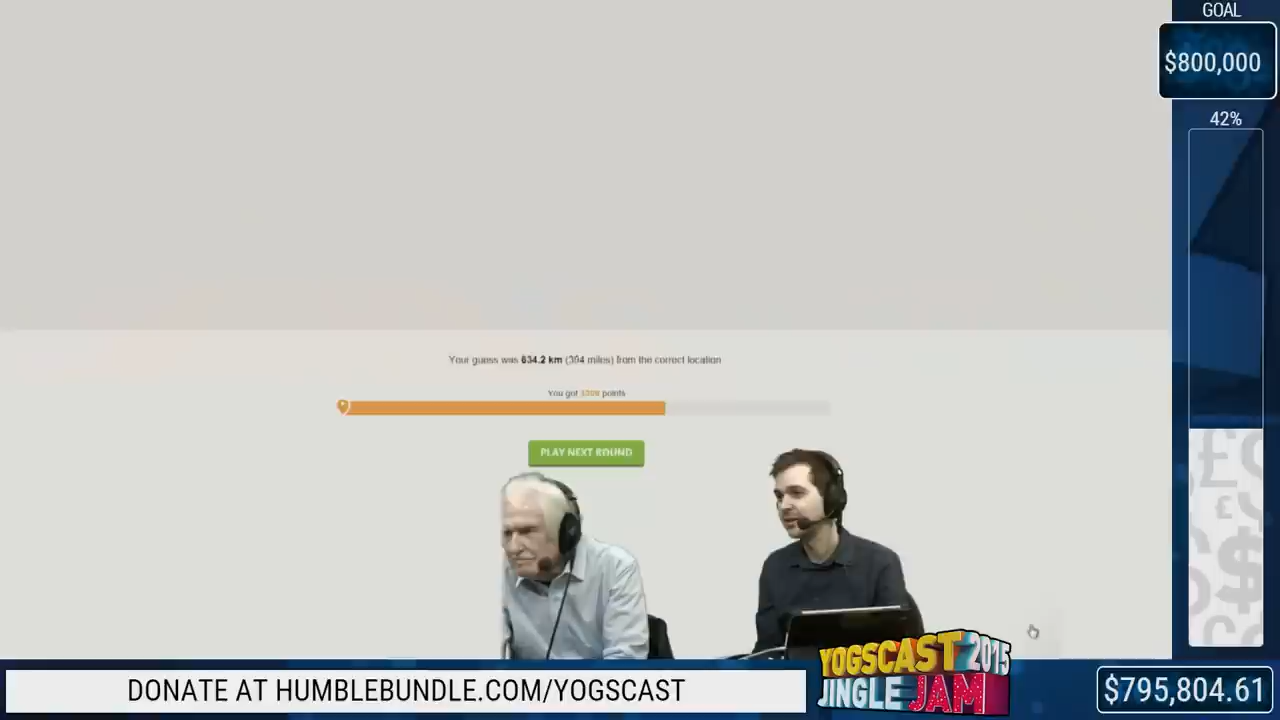 GOAL
$800,000
42%
Your guess was 634.2 km (394 miles) from the correct location
You got points
PLAY NEXT ROUND
YOGSCAST 2015
JINGLE JAM
DONATE AT HUMBLEBUNDLE.COM/YOGSCAST
$795,804.61